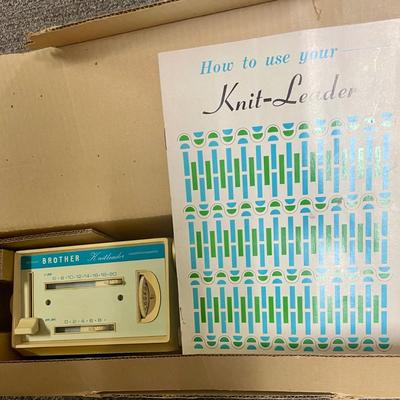 How to use your
Knit-Leader
BROTHER Knitleader
0·2·4·6·8·